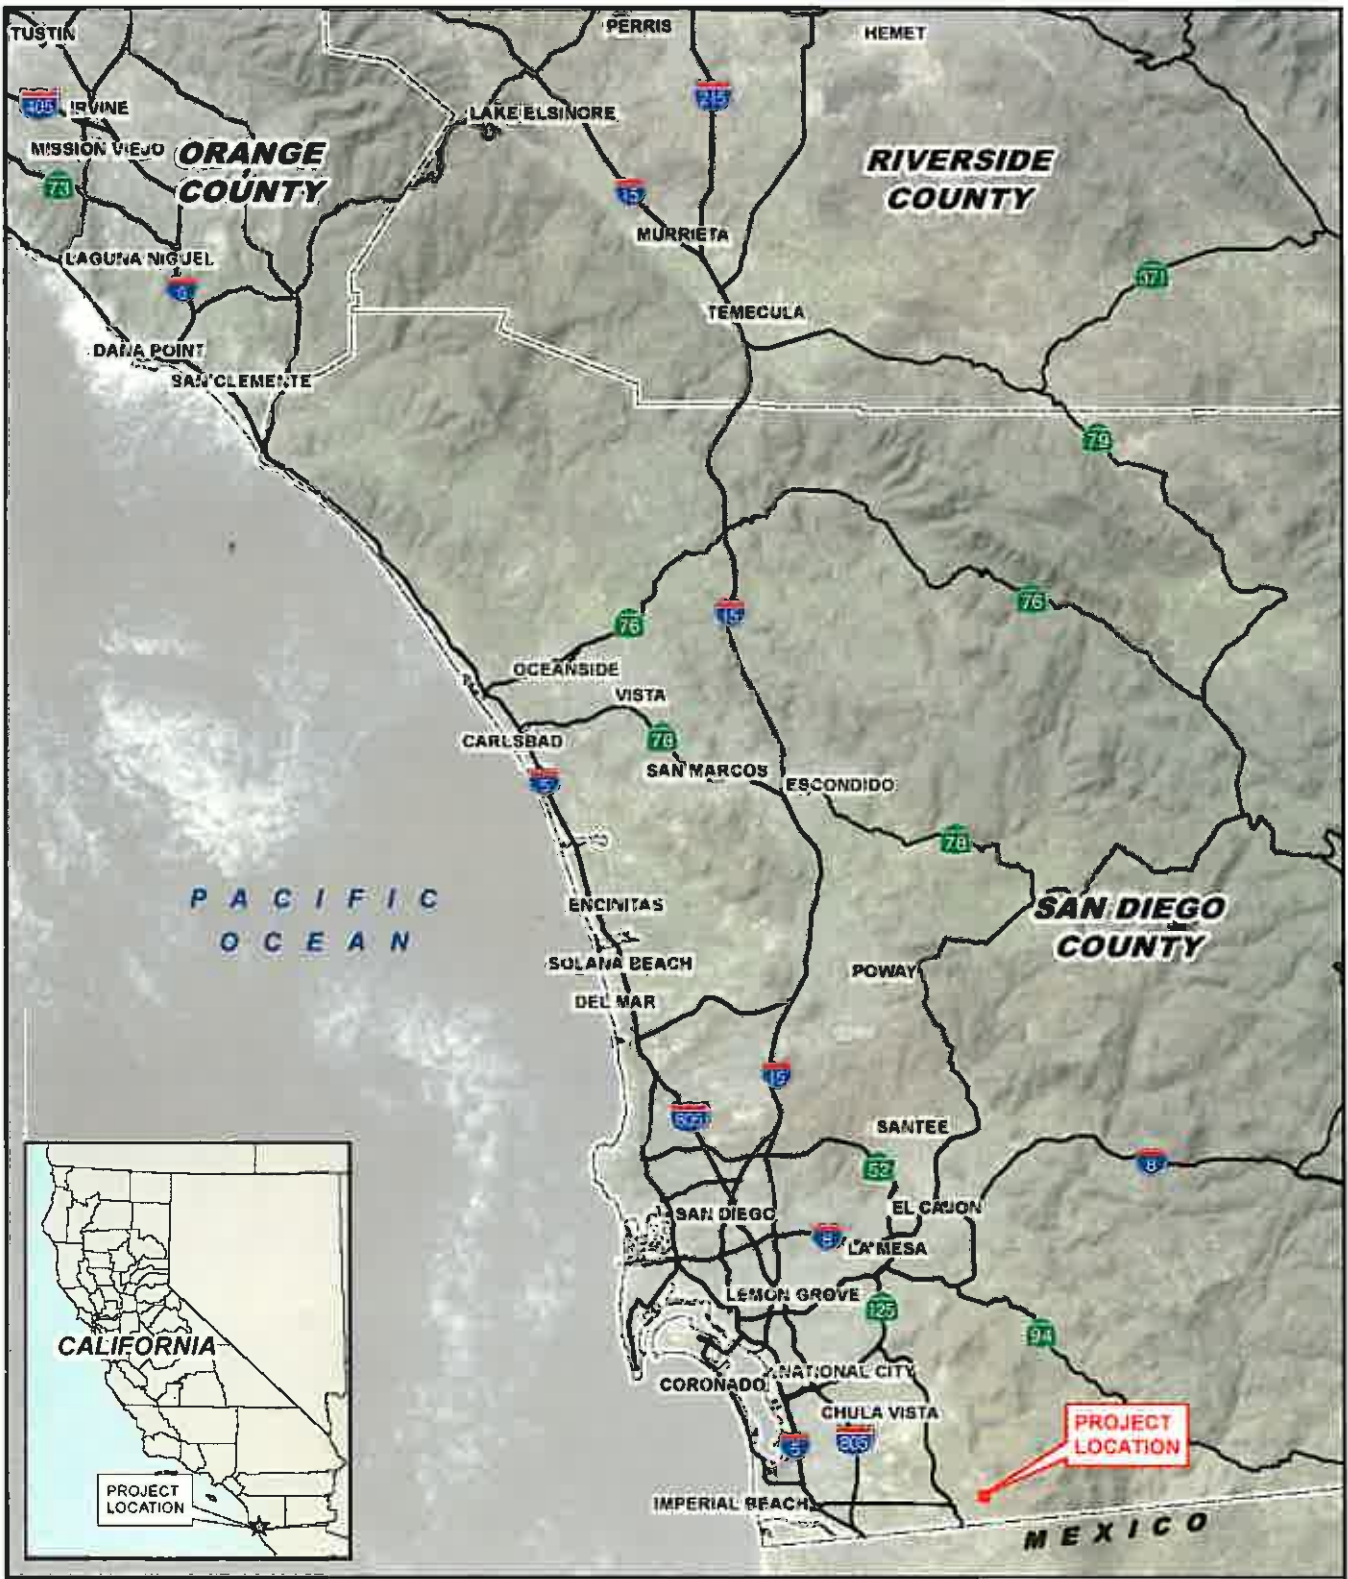 TUSTIN
PERRIS
HEMET
215
405
IRVINE
LAKE ELSINORE
MISSION VIEJO
ORANGE
COUNTY
RIVERSIDE
COUNTY
73
15
MURRIETA
LAGUNA NIGUEL
371
5
TEMECULA
DANA POINT
SAN CLEMENTE
79
76
76
15
OCEANSIDE
VISTA
CARLSBAD
78
SAN MARCOS
ESCONDIDO
5
78
PACIFIC
OCEAN
ENCINITAS
SAN DIEGO
COUNTY
SOLANA BEACH
POWAY
DEL MAR
15
805
SANTEE
52
8
EL CAJON
SAN DIEGO
8
LA MESA
LEMON GROVE
125
94
CORONADO
NATIONAL CITY
CHULA VISTA
5
805
PROJECT
LOCATION
IMPERIAL BEACH
MEXICO
CALIFORNIA
PROJECT
LOCATION